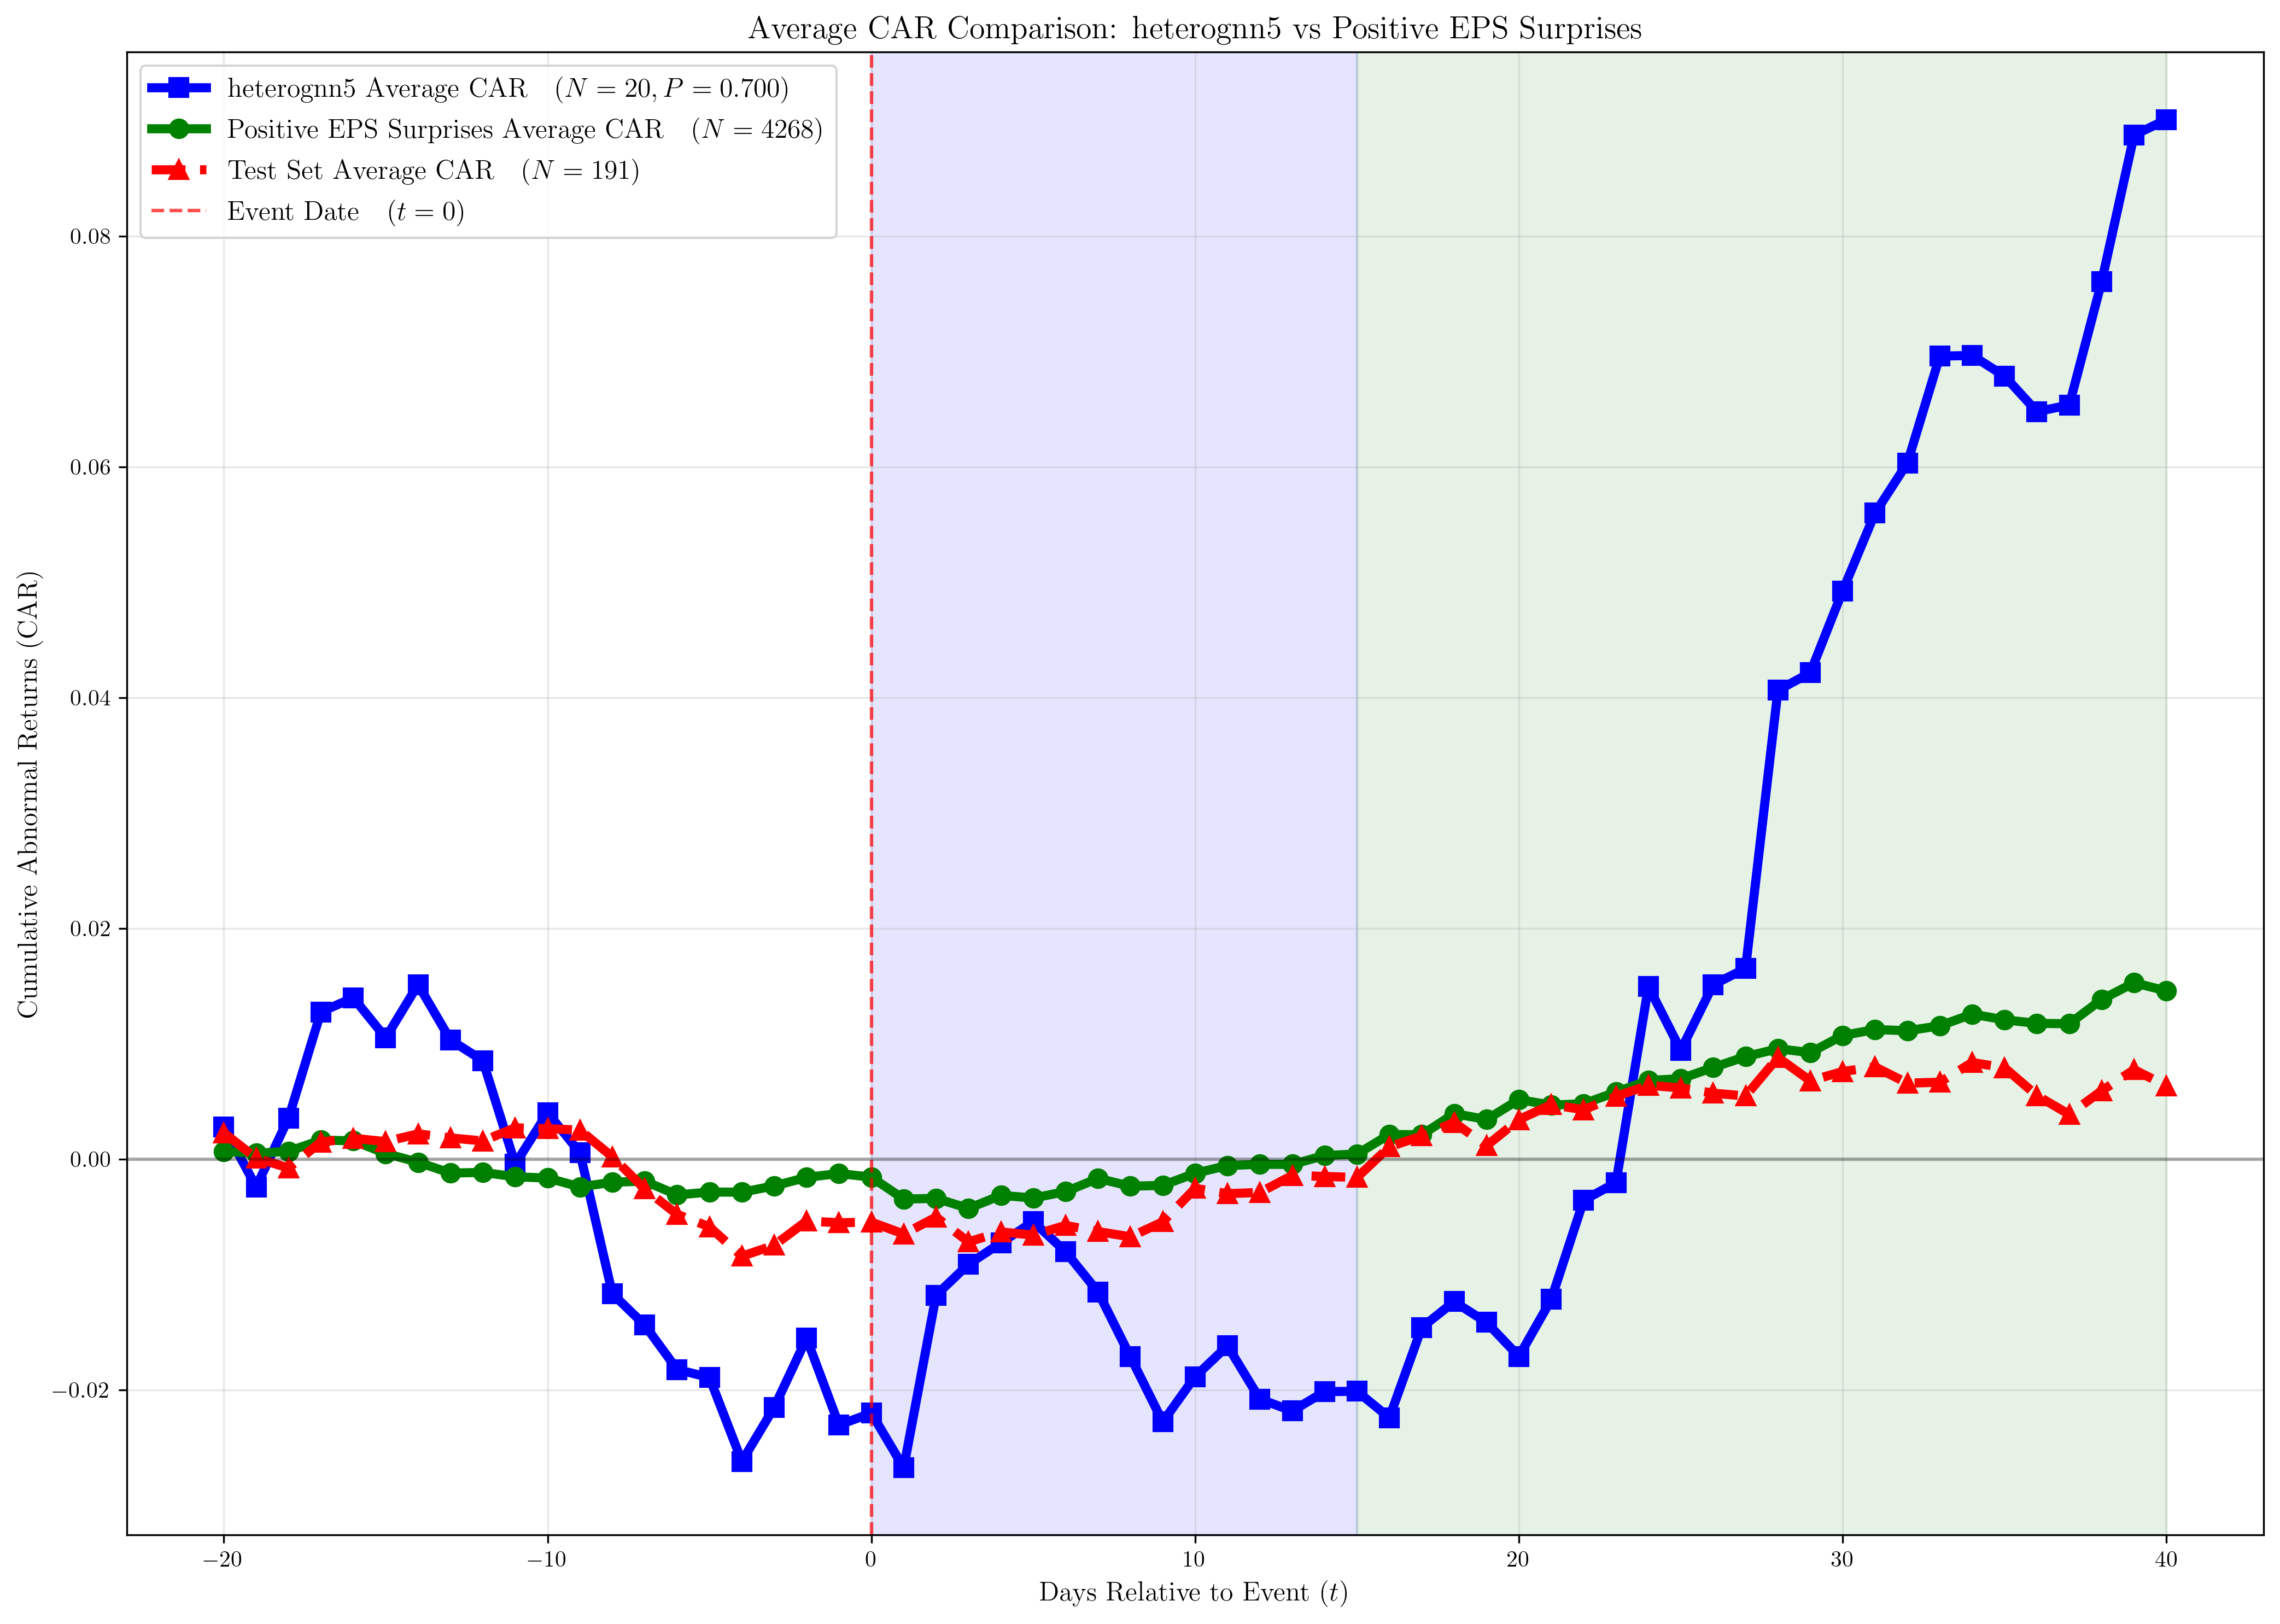 Average CAR Comparison: heterognn5 vs Positive EPS Surprises
heterognn5 Average CAR (N = 20, P = 0.700)
Positive EPS Surprises Average CAR (N = 4268)
Test Set Average CAR (N = 191)
Event Date (t = 0)
Cumulative Abnormal Returns (CAR)
0.08
0.06
0.04
0.02
0.00
−0.02
−20
−10
0
10
20
30
40
Days Relative to Event (t)